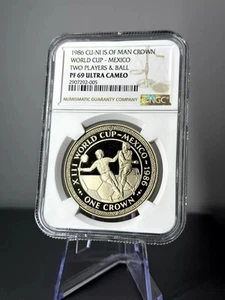 1986 CU-NI IS.OF MAN CROWN
WORLD CUP - MEXICO
TWO PLAYERS & BALL
PF 69 ULTRA CAMEO
2907292-005
NUMISMATIC GUARANTY COMPANY
NGC
XIII WORLD CUP-MEXICO-1986
ONE CROWN